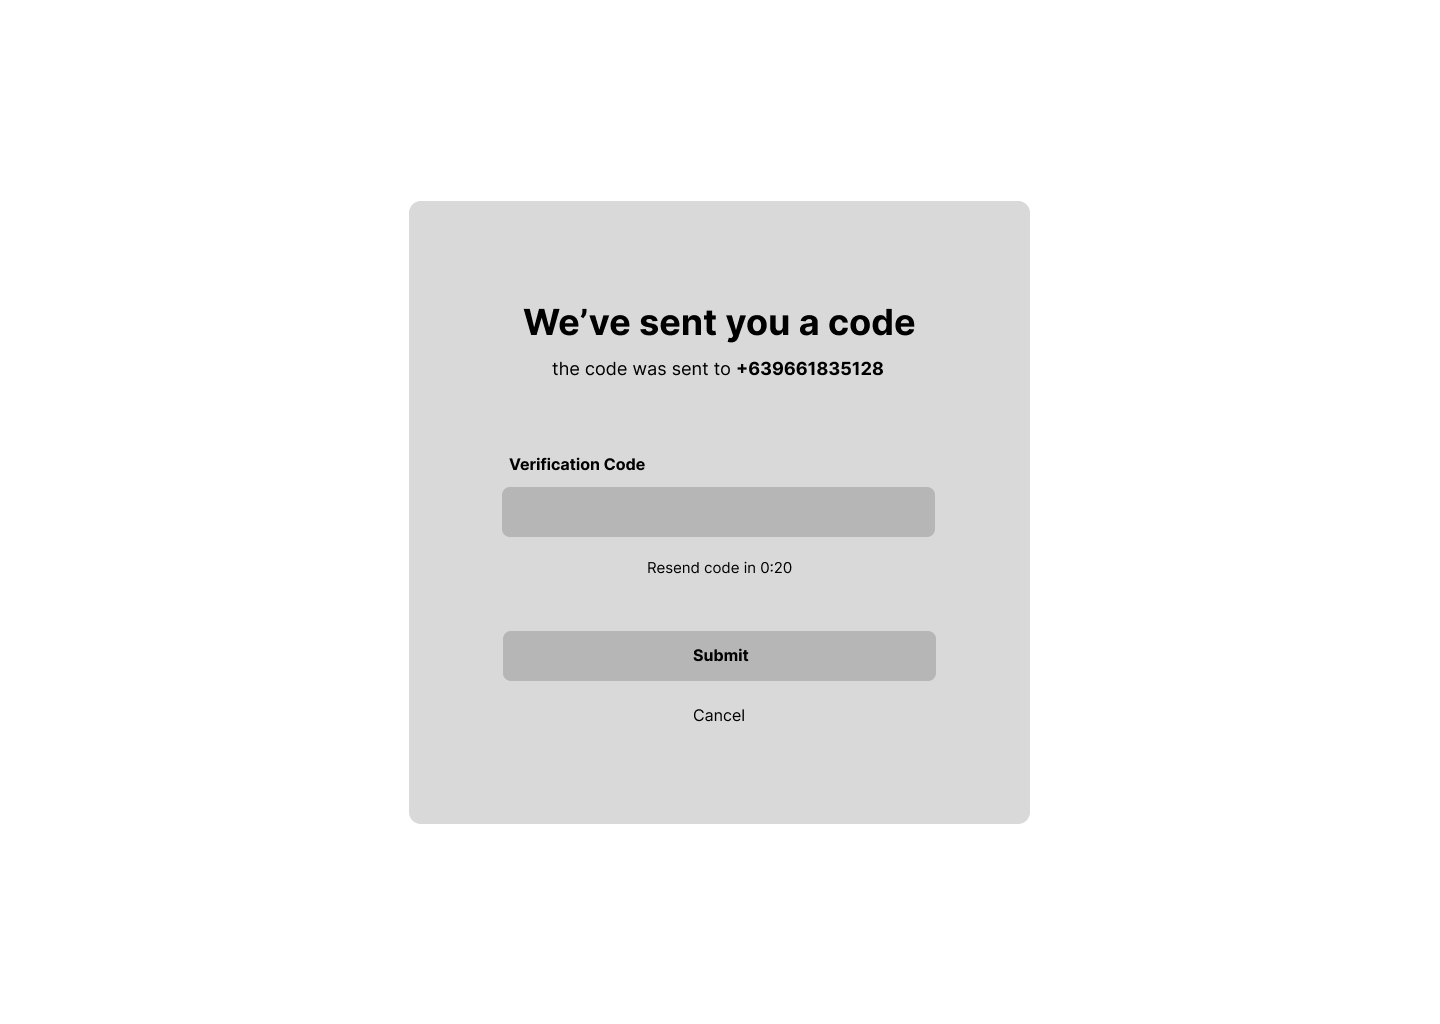 We’ve sent you a code
the code was sent to +639661835128
Verification Code
Resend code in 0:20
Submit
Cancel